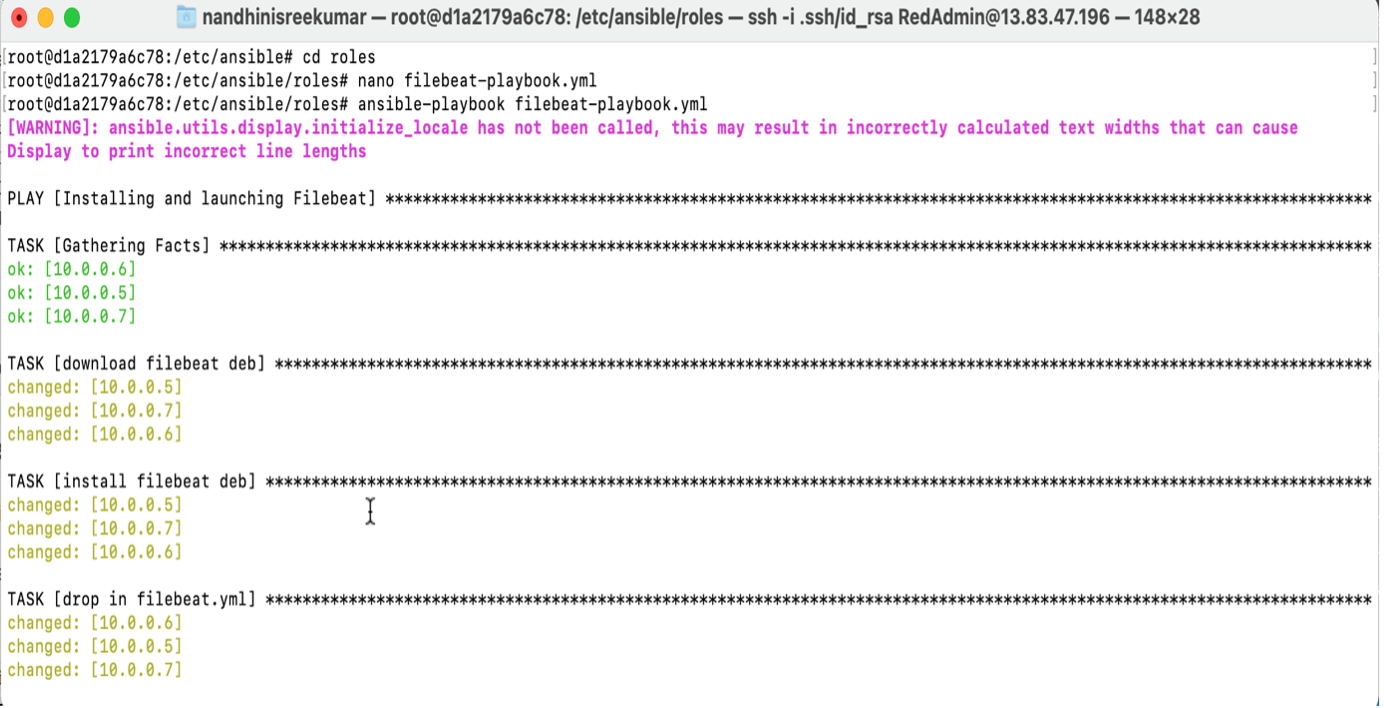 nandhinisreekumar — root@d1a2179a6c78: /etc/ansible/roles — ssh -i .ssh/id_rsa RedAdmin@13.83.47.196 — 148×28
[root@d1a2179a6c78:/etc/ansible# cd roles ]
[root@d1a2179a6c78:/etc/ansible/roles# nano filebeat-playbook.yml ]
[root@d1a2179a6c78:/etc/ansible/roles# ansible-playbook filebeat-playbook.yml ]
[WARNING]: ansible.utils.display.initialize_locale has not been called, this may result in incorrectly calculated text widths that can cause
Display to print incorrect line lengths
PLAY [Installing and launching Filebeat] ***********************************************************************************************************
TASK [Gathering Facts] *****************************************************************************************************************************
ok: [10.0.0.6]
ok: [10.0.0.5]
ok: [10.0.0.7]
TASK [download filebeat deb] ***********************************************************************************************************************
changed: [10.0.0.5]
changed: [10.0.0.7]
changed: [10.0.0.6]
TASK [install filebeat deb] ************************************************************************************************************************
changed: [10.0.0.5]
changed: [10.0.0.7]
changed: [10.0.0.6]
TASK [drop in filebeat.yml] ************************************************************************************************************************
changed: [10.0.0.6]
changed: [10.0.0.5]
changed: [10.0.0.7]